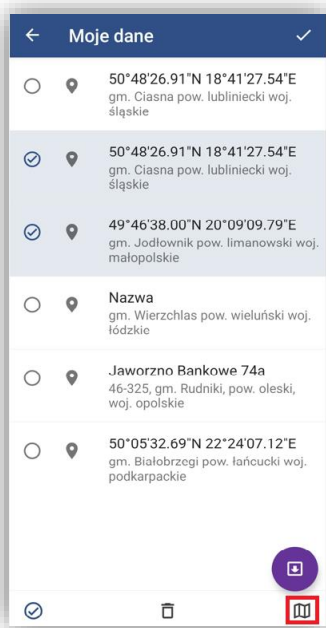 Moje dane
50°48'26.91"N 18°41'27.54"E
gm. Ciasna pow. lubliniecki woj.
śląskie
50°48'26.91"N 18°41'27.54"E
gm. Ciasna pow. lubliniecki woj.
śląskie
49°46'38.00"N 20°09'09.79"E
gm. Jodłownik pow. limanowski woj.
małopolskie
Nazwa
gm. Wierzchlas pow. wieluński woj.
łódzkie
Jaworzno Bankowe 74a
46-325, gm. Rudniki, pow. oleski,
woj. opolskie
50°05'32.69"N 22°24'07.12"E
gm. Białobrzegi pow. łańcucki woj.
podkarpackie